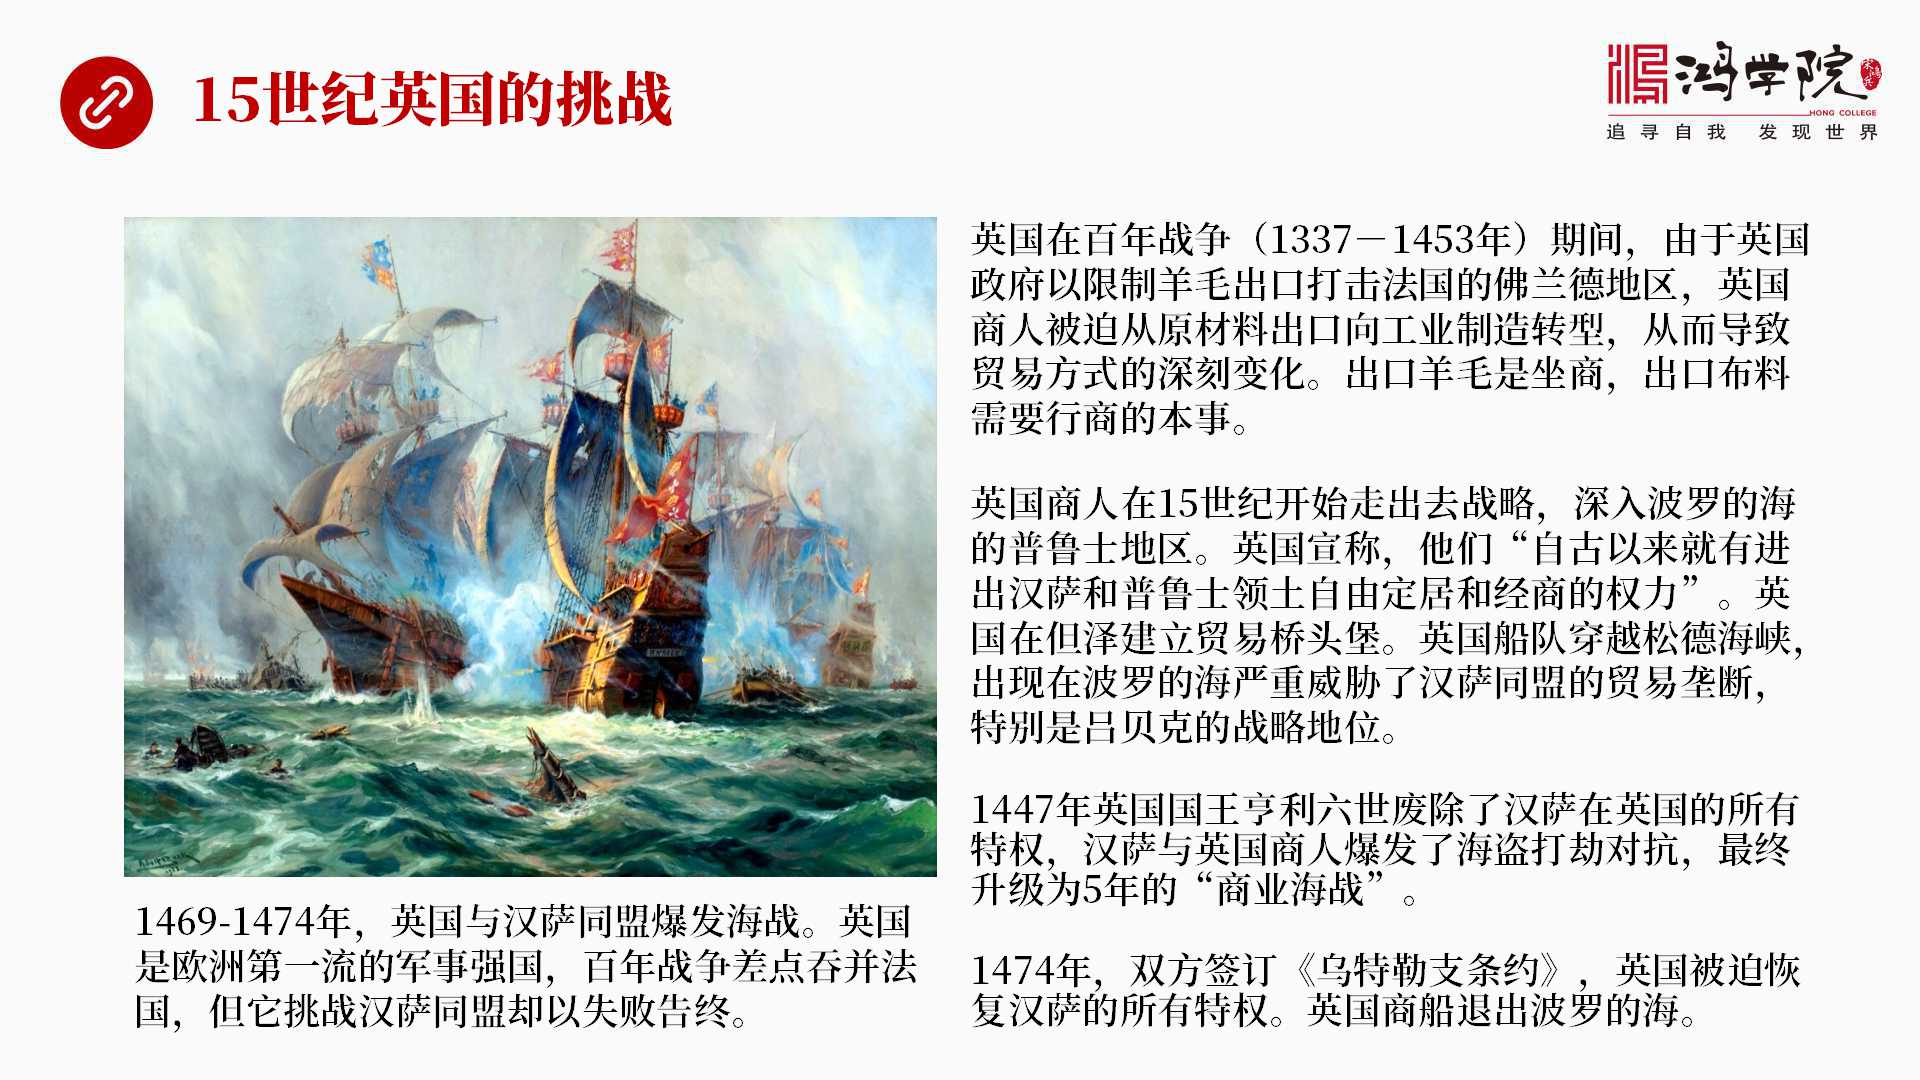 15世纪英国的挑战
鸿学院
HONG COLLEGE
追寻自我 发现世界
英国在百年战争（1337－1453年）期间，由于英国
政府以限制羊毛出口打击法国的佛兰德地区，英国
商人被迫从原材料出口向工业制造转型，从而导致
贸易方式的深刻变化。出口羊毛是坐商，出口布料
需要行商的本事。
英国商人在15世纪开始走出去战略，深入波罗的海
的普鲁士地区。英国宣称，他们“自古以来就有进
出汉萨和普鲁士领土自由定居和经商的权力”。英
国在但泽建立贸易桥头堡。英国船队穿越松德海峡，
出现在波罗的海严重威胁了汉萨同盟的贸易垄断，
特别是吕贝克的战略地位。
1447年英国国王亨利六世废除了汉萨在英国的所有
特权，汉萨与英国商人爆发了海盗打劫对抗，最终
升级为5年的“商业海战”。
1474年，双方签订《乌特勒支条约》，英国被迫恢
复汉萨的所有特权。英国商船退出波罗的海。
1469-1474年，英国与汉萨同盟爆发海战。英国
是欧洲第一流的军事强国，百年战争差点吞并法
国，但它挑战汉萨同盟却以失败告终。